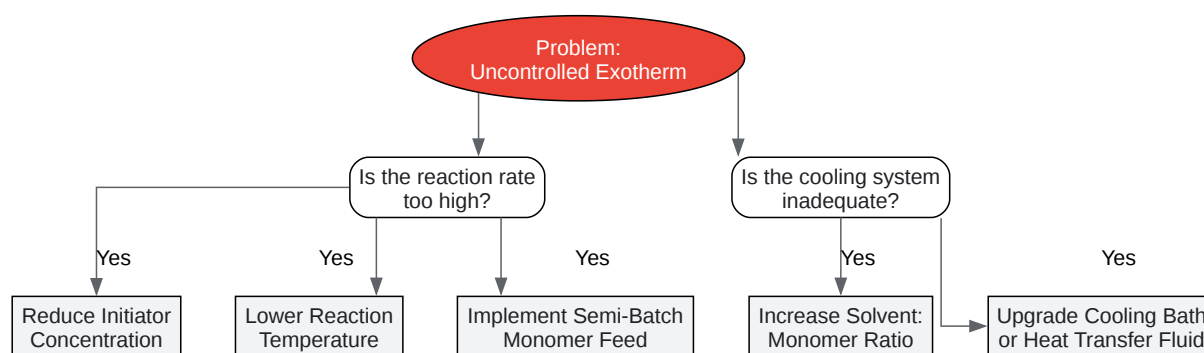 Problem:
Uncontrolled Exotherm
Is the reaction rate
too high?
Is the cooling system
inadequate?
Yes
Yes
Yes
Yes
Yes
Reduce Initiator
Concentration
Lower Reaction
Temperature
Implement Semi-Batch
Monomer Feed
Increase Solvent:
Monomer Ratio
Upgrade Cooling Bath
or Heat Transfer Fluid